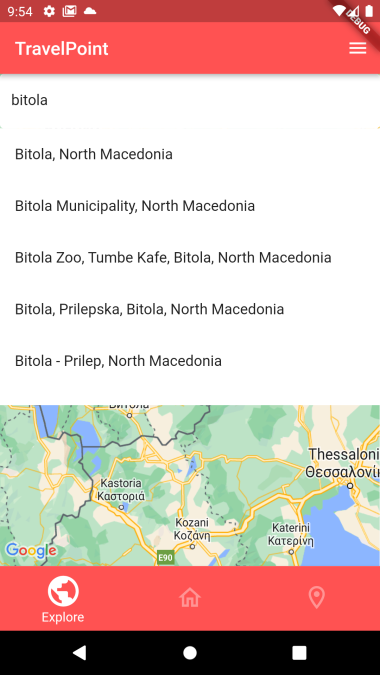 9:54
DEBUG
TravelPoint
bitola
Bitola, North Macedonia
Bitola Municipality, North Macedonia
Bitola Zoo, Tumbe Kafe, Bitola, North Macedonia
Bitola, Prilepska, Bitola, North Macedonia
Bitola - Prilep, North Macedonia
Битола
Thessaloni
Θεσσαλονίκ
Kastoria
Καστοριά
Kozani
Κοζάνη
Katerini
Κατερίνη
E90
Google
Explore